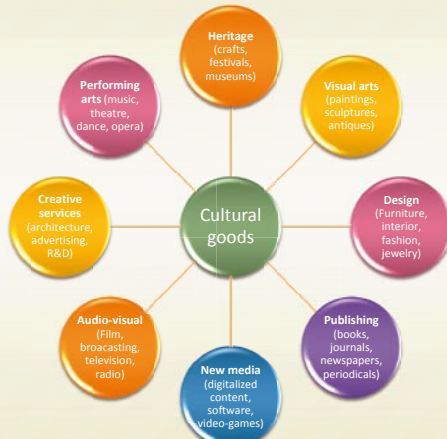 Heritage
(crafts,
festivals,
museums)
Visual arts
(paintings,
sculptures,
antiques)
Design
(Furniture,
interior,
fashion,
jewelry)
Publishing
(books,
journals,
newspapers,
periodicals)
New media
(digitalized
content,
software,
video-games)
Audio-visual
(Film,
broacasting,
television,
radio)
Creative
services
(architecture,
advertising,
R&D)
Performing
arts (music,
theatre,
dance, opera)
Cultural
goods